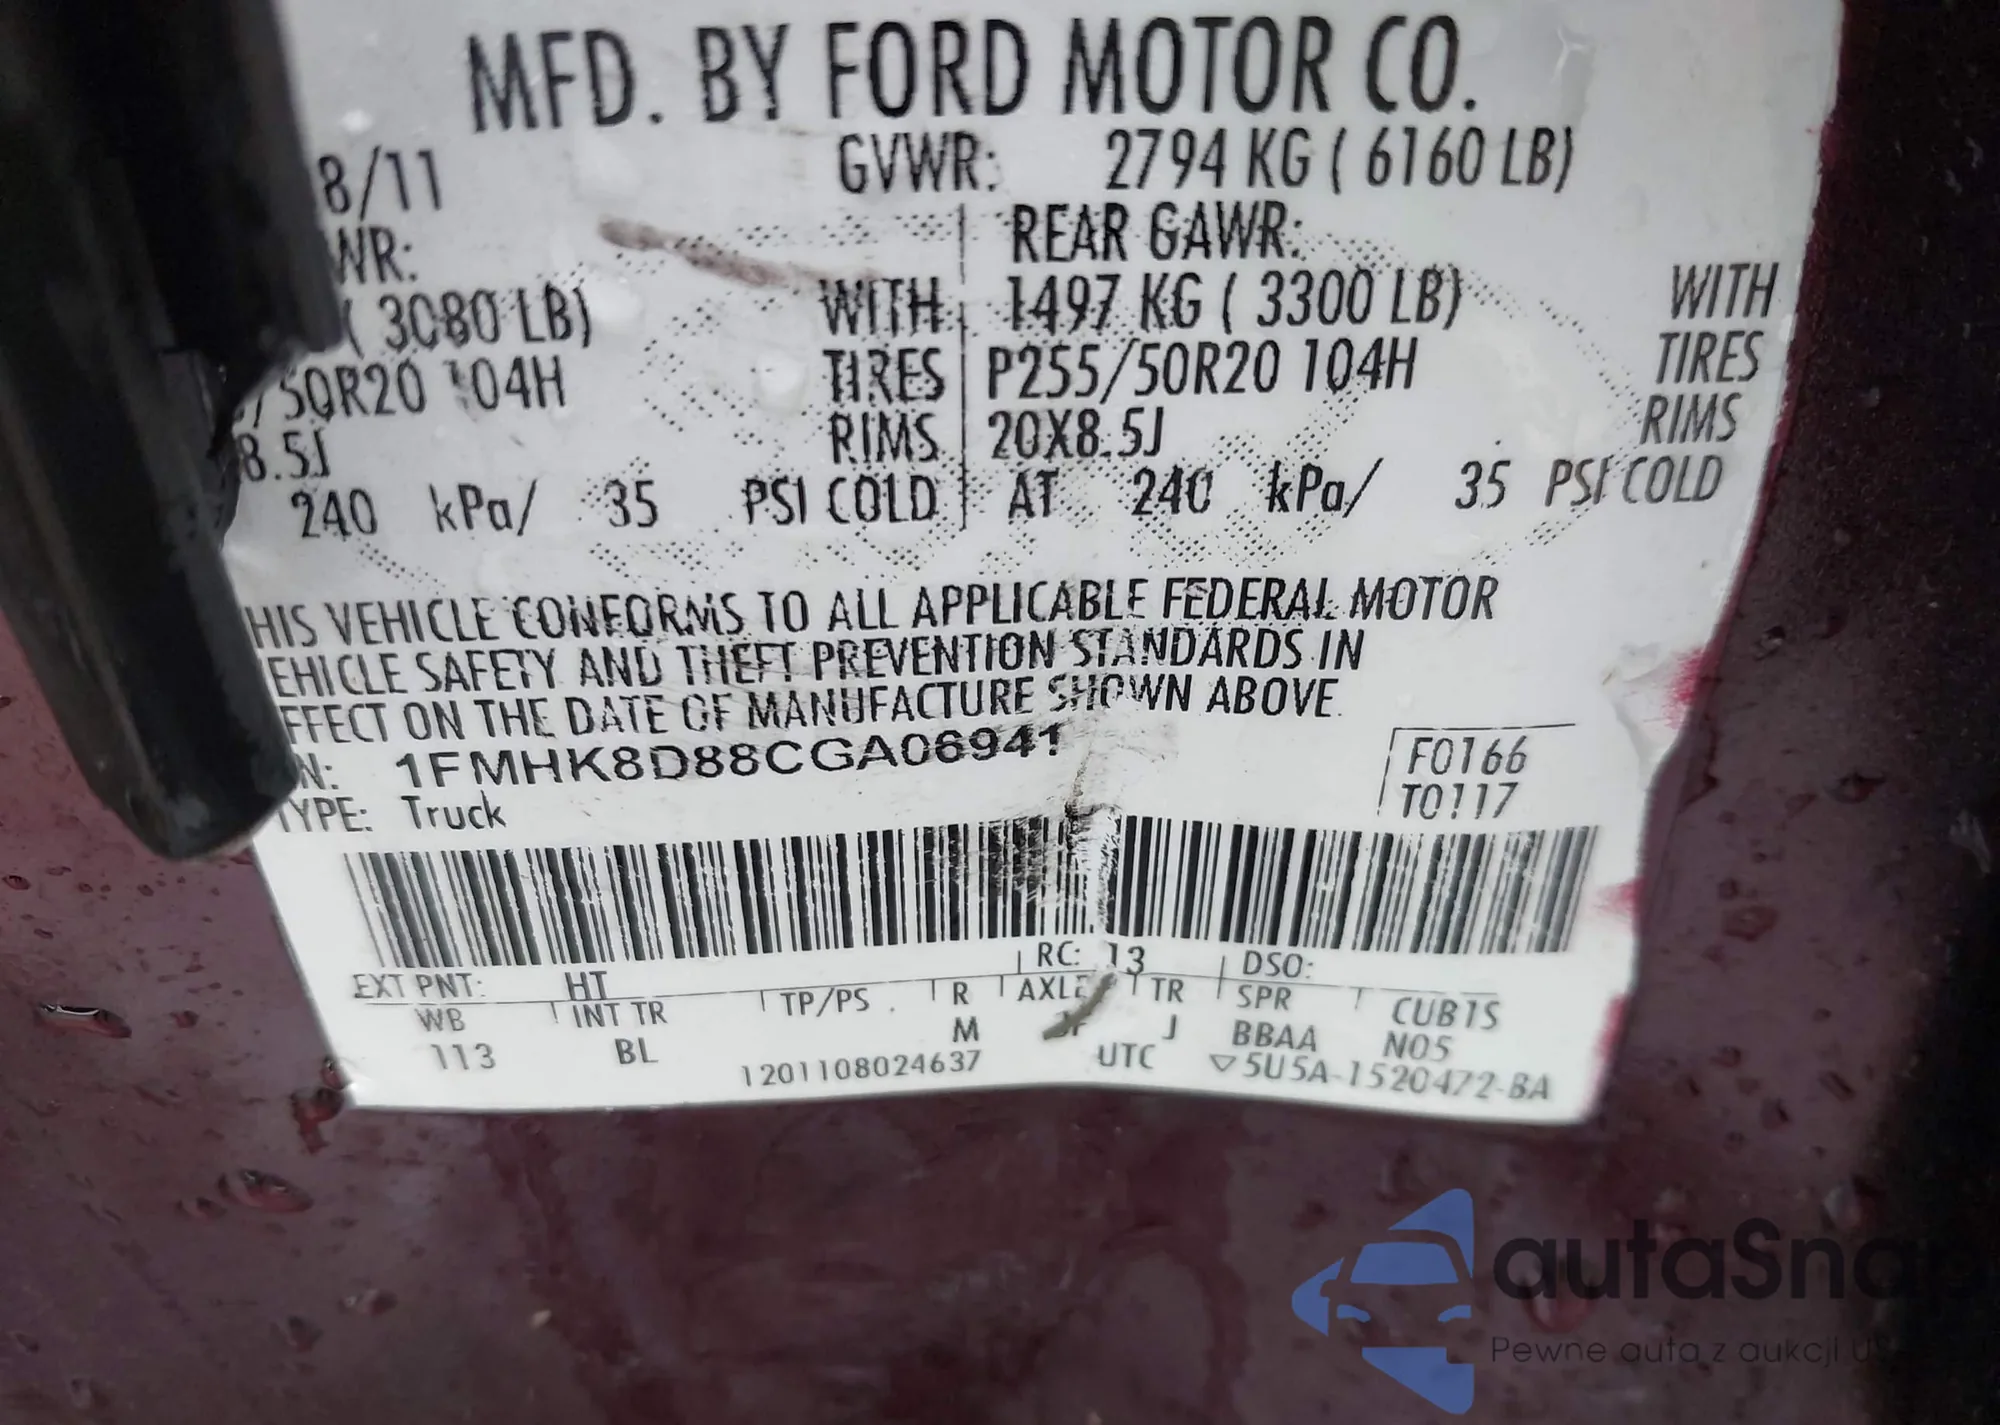 MFD. BY FORD MOTOR CO.
8/11 GVWR: 2794 KG ( 6160 LB)
WR: REAR GAWR:
( 3080 LB) WITH 1497 KG ( 3300 LB) WITH
/50R20 104H TIRES P255/50R20 104H TIRES
8.5J RIMS 20X8.5J RIMS
240 kPa/ 35 PSI COLD AT 240 kPa/ 35 PSI COLD
HIS VEHICLE CONFORMS TO ALL APPLICABLE FEDERAL MOTOR
EHICLE SAFETY AND THEFT PREVENTION STANDARDS IN
FFECT ON THE DATE OF MANUFACTURE SHOWN ABOVE.
N: 1FMHK8D88CGA06941
F0166
YPE: Truck
T0117
EXT PNT: HT RC: 13 DSO:
WB INT TR TP/PS R AXLE TR SPR CUB1S
113 BL M J BBAA N05
1201108024637 UTC ▽5U5A-1520472-BA
autaSna
Pewne auta z aukcji U